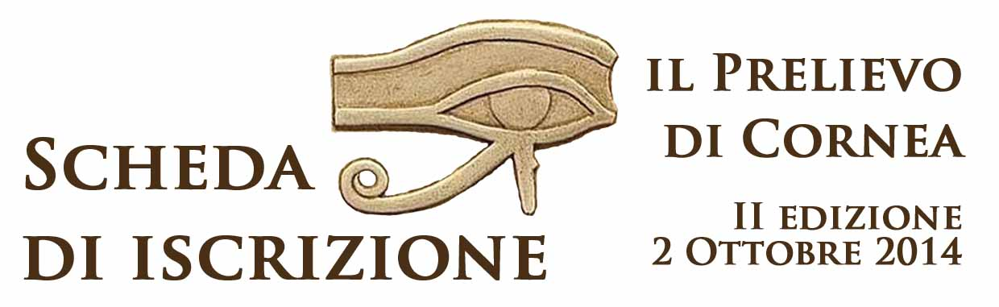 Scheda
di iscrizione
il Prelievo
di Cornea
II edizione
2 Ottobre 2014